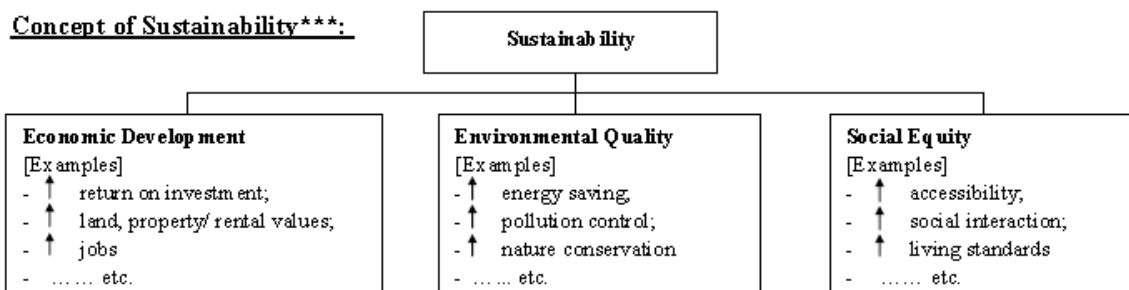 Concept of Sustainability***:
Sustainability
Economic Development
[Examples]
- ↑ return on investment;
- ↑ land, property/ rental values;
- ↑ jobs
- …… etc.
Environmental Quality
[Examples]
- ↑ energy saving,
- ↑ pollution control;
- ↑ nature conservation
- …… etc.
Social Equity
[Examples]
- ↑ accessibility,
- ↑ social interaction;
- ↑ living standards
- …… etc.